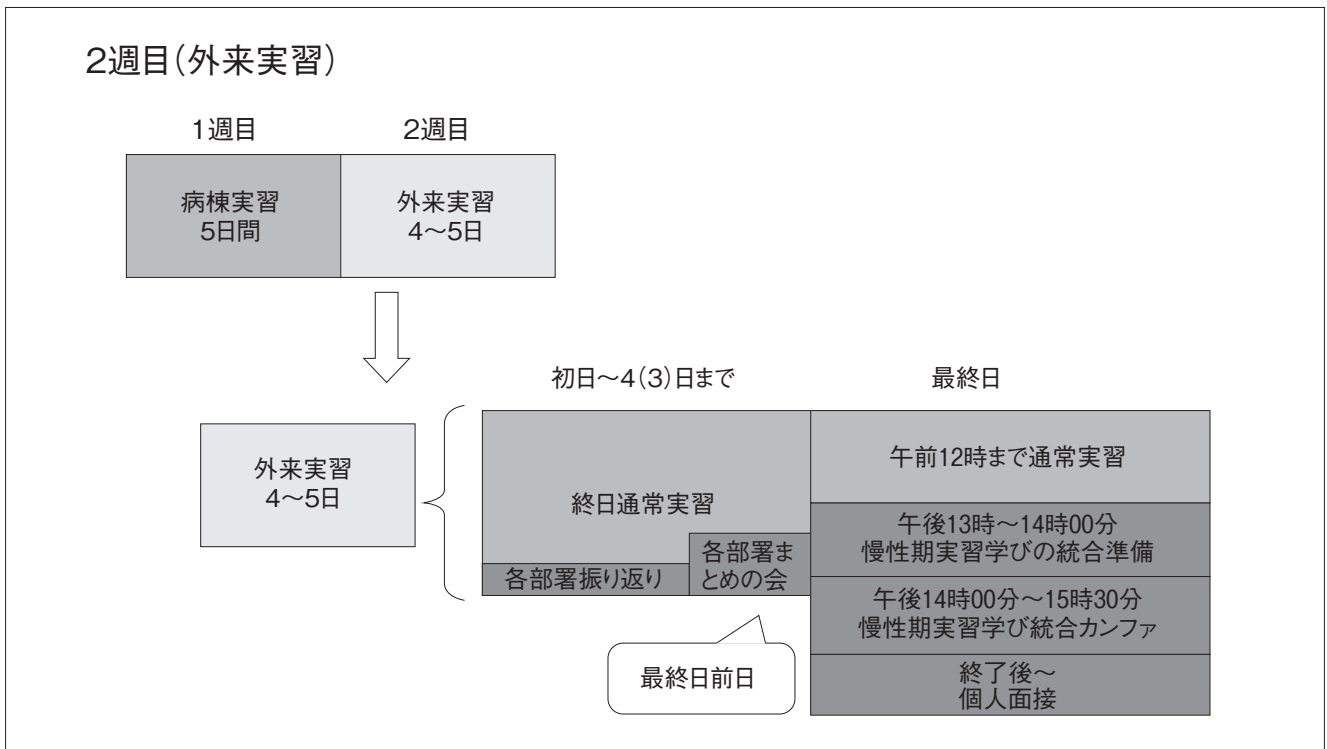 2週目(外来実習)
1週目
2週目
病棟実習
5日間
外来実習
4〜5日
初日〜4(3)日まで
最終日
外来実習
4〜5日
終日通常実習
各部署振り返り
各部署ま
とめの会
最終日前日
午前12時まで通常実習
午後13時〜14時00分
慢性期実習学びの統合準備
午後14時00分〜15時30分
慢性期実習学び統合カンファ
終了後〜
個人面接